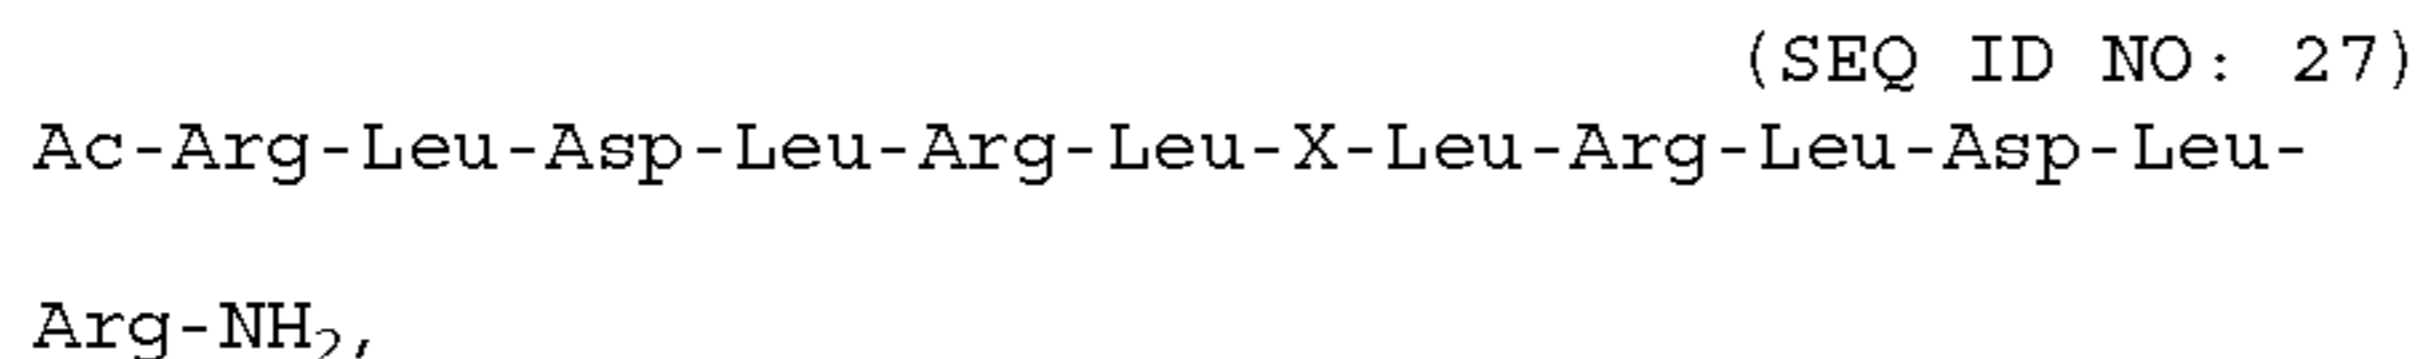 (SEQ ID NO: 27)
Ac-Arg-Leu-Asp-Leu-Arg-Leu-X-Leu-Arg-Leu-Asp-Leu-
Arg-NH₂,